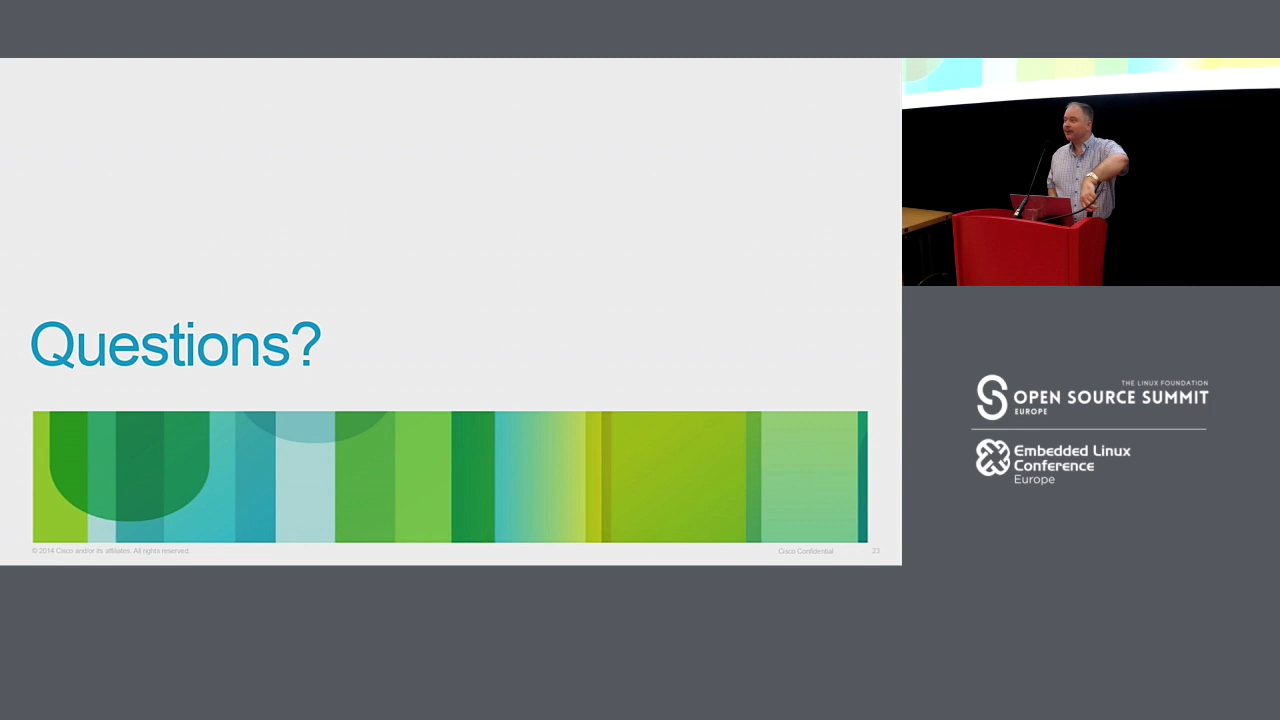 Questions?
© 2014 Cisco and/or its affiliates. All rights reserved.
Cisco Confidential
23
THE LINUX FOUNDATION
OPEN SOURCE SUMMIT
EUROPE
Embedded Linux
Conference
Europe